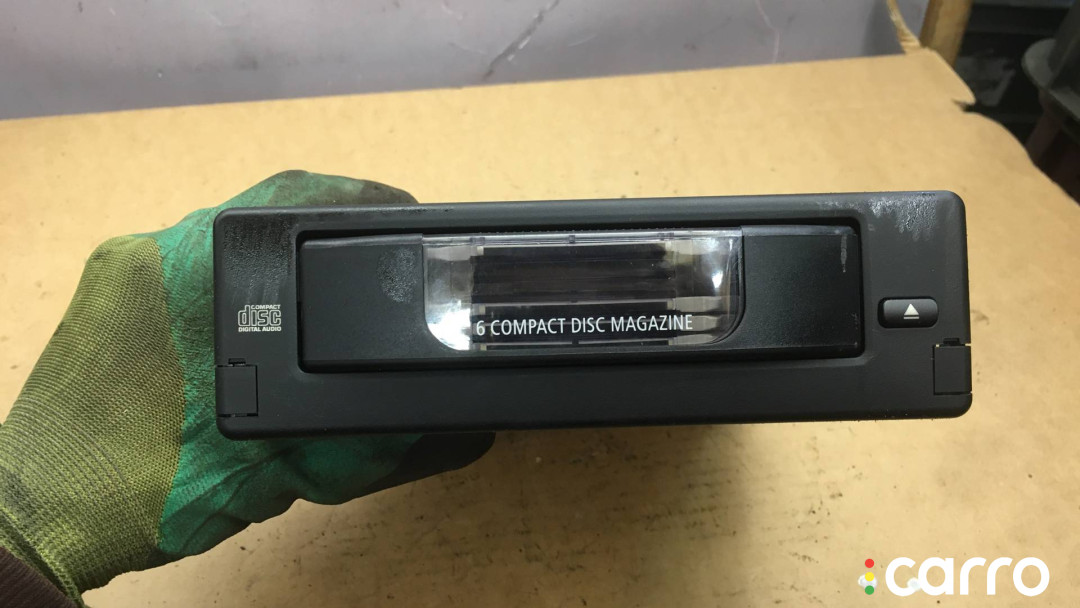 COMPACT
disc
DIGITAL AUDIO
6 COMPACT DISC MAGAZINE
carro